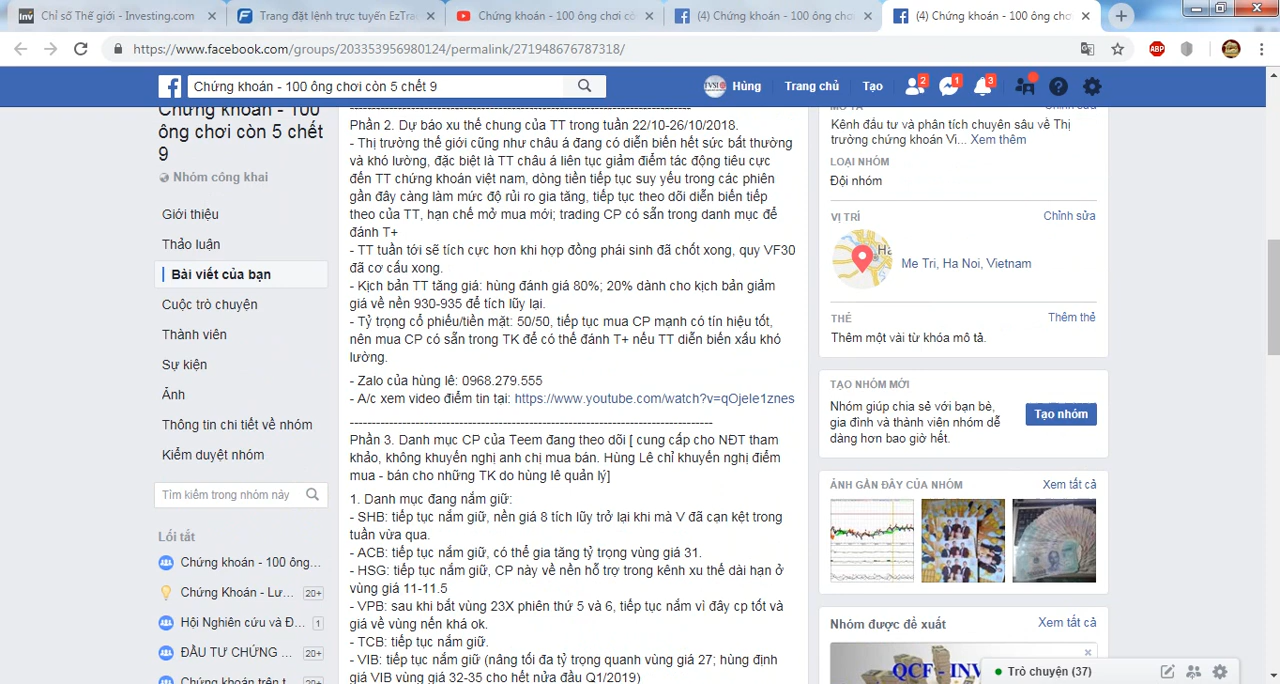 Chỉ số Thế giới - Investing.com
Trang đặt lệnh trực tuyến EzTra
Chứng khoán - 100 ông chơi cò
(4) Chứng khoán - 100 ông chơ
(4) Chứng khoán - 100 ông chơ
https://www.facebook.com/groups/203353956980124/permalink/271948676787318/
Chứng khoán - 100 ông chơi còn 5 chết 9
Hùng
Trang chủ
Tạo
2
1
3
Chứng khoán - 100
ông chơi còn 5 chết
9
Nhóm công khai
Giới thiệu
Thảo luận
Bài viết của bạn
Cuộc trò chuyện
Thành viên
Sự kiện
Ảnh
Thông tin chi tiết về nhóm
Kiểm duyệt nhóm
Tìm kiếm trong nhóm này
Lối tắt
Chứng khoán - 100 ông...
Chứng Khoán - Lư... 20+
Hội Nghiên cứu và Đ... 1
ĐẦU TƯ CHỨNG ... 20+
Chứng khoán trên t... 20+
Phần 2. Dự báo xu thế chung của TT trong tuần 22/10-26/10/2018.
- Thị trường thế giới cũng như châu á đang có diễn biến hết sức bất thường
và khó lường, đặc biệt là TT châu á liên tục giảm điểm tác động tiêu cực
đến TT chứng khoán việt nam, dòng tiền tiếp tục suy yếu trong các phiên
gần đây càng làm mức độ rủi ro gia tăng, tiếp tục theo dõi diễn biến tiếp
theo của TT, hạn chế mở mua mới; trading CP có sẵn trong danh mục để
đánh T+
- TT tuần tới sẽ tích cực hơn khi hợp đồng phái sinh đã chốt xong, quy VF30
đã cơ cấu xong.
- Kịch bản TT tăng giá: hùng đánh giá 80%; 20% dành cho kịch bản giảm
giá về nền 930-935 để tích lũy lại.
- Tỷ trọng cổ phiếu/tiền mặt: 50/50, tiếp tục mua CP mạnh có tín hiệu tốt,
nên mua CP có sẵn trong TK để có thể đánh T+ nếu TT diễn biến xấu khó
lường.
- Zalo của hùng lê: 0968.279.555
- A/c xem video điểm tin tại: https://www.youtube.com/watch?v=qOjele1znes
Phần 3. Danh mục CP của Teem đang theo dõi [ cung cấp cho NĐT tham
khảo, không khuyến nghị anh chị mua bán. Hùng Lê chỉ khuyến nghị điểm
mua - bán cho những TK do hùng lê quản lý]
1. Danh mục đang nắm giữ:
- SHB: tiếp tục nắm giữ, nền giá 8 tích lũy trở lại khi mà V đã cạn kệt trong
tuần vừa qua.
- ACB: tiếp tục nắm giữ, có thể gia tăng tỷ trọng vùng giá 31.
- HSG: tiếp tục nắm giữ, CP này về nền hỗ trợ trong kênh xu thế dài hạn ở
vùng giá 11-11.5
- VPB: sau khi bắt vùng 23X phiên thứ 5 và 6, tiếp tục nắm vì đây cp tốt và
giá về vùng nền khá ok.
- TCB: tiếp tục nắm giữ.
- VIB: tiếp tục nắm giữ (nâng tối đa tỷ trọng quanh vùng giá 27; hùng định
giá VIB vùng 32-35 cho hết nửa đầu Q1/2019)
MÔ TẢ
Chỉnh sửa
Kênh đầu tư và phân tích chuyên sâu về Thị
trường chứng khoán Vi... Xem thêm
LOẠI NHÓM
Đội nhóm
VỊ TRÍ
Chỉnh sửa
Ha
Me Tri, Ha Noi, Vietnam
THẺ
Thêm thẻ
Thêm một vài từ khóa mô tả.
TẠO NHÓM MỚI
Nhóm giúp chia sẻ với bạn bè,
gia đình và thành viên nhóm dễ
dàng hơn bao giờ hết.
Tạo nhóm
ẢNH GẦN ĐÂY CỦA NHÓM
Xem tất cả
Nhóm được đề xuất
Xem tất cả
QCF - INV
Trò chuyện (37)